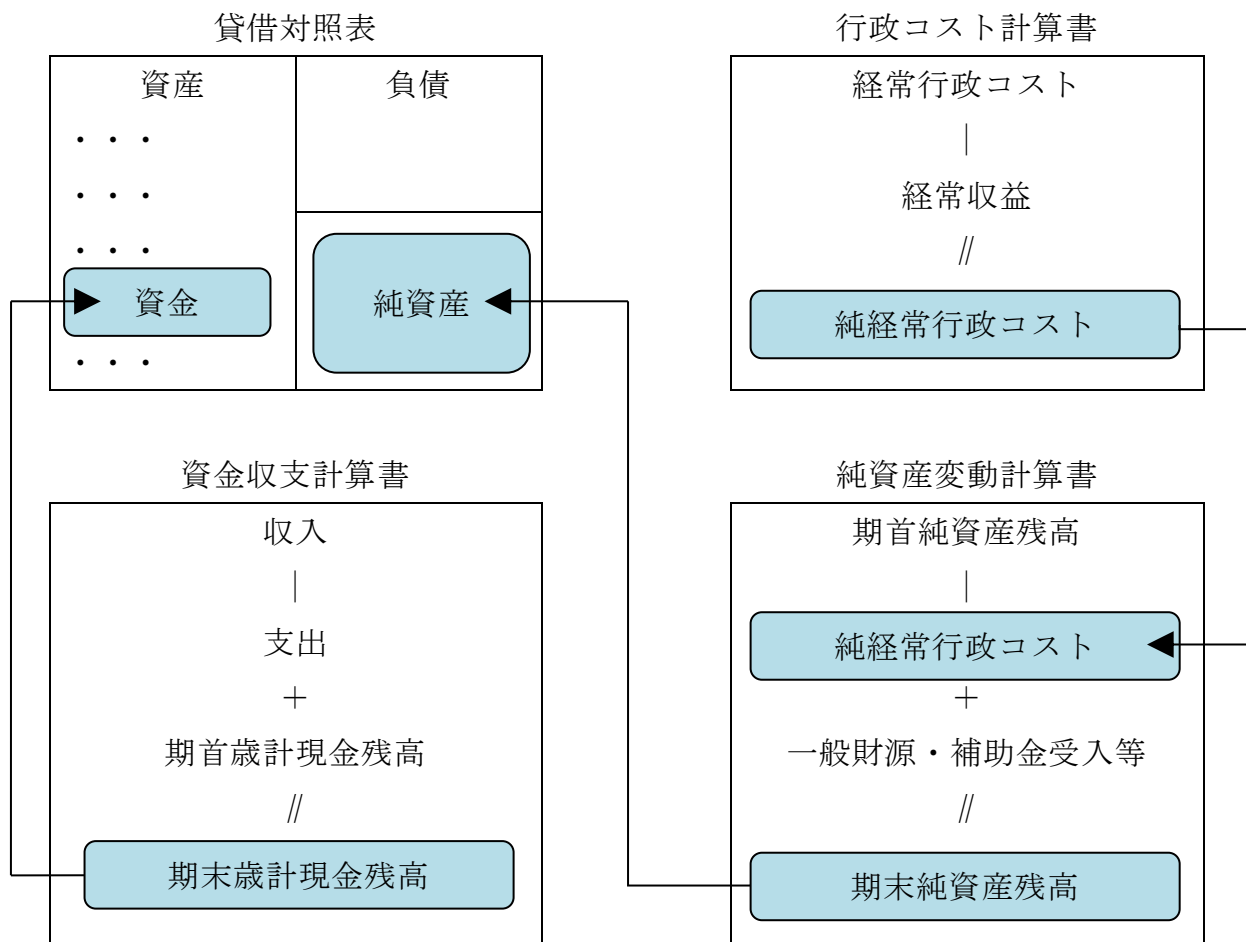 貸借対照表
資産
負債
・・・
・・・
・・・
資金
純資産
・・・
行政コスト計算書
経常行政コスト
|
経常収益
//
純経常行政コスト
資金収支計算書
収入
|
支出
+
期首歳計現金残高
//
期末歳計現金残高
純資産変動計算書
期首純資産残高
|
純経常行政コスト
+
一般財源・補助金受入等
//
期末純資産残高